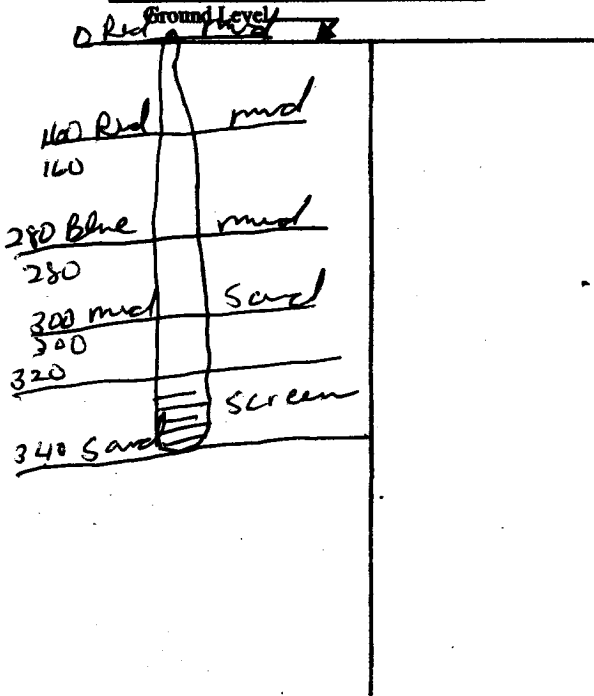 Ground Level
0 Red mud
160 Red mud
160
280 Blue mud
280
300 mud Sand
300
320
screen
340 Sand